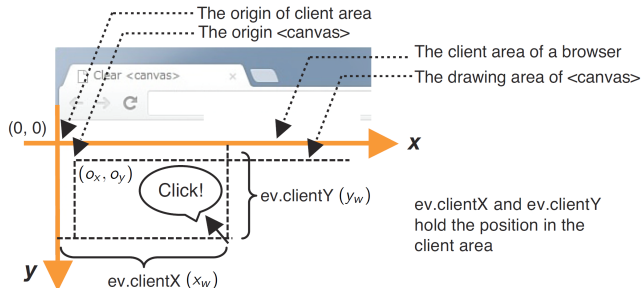 The origin of client area
The origin <canvas>
The client area of a browser
The drawing area of <canvas>
Clear <canvas>
(0, 0)
x
(ox, oy)
Click!
ev.clientY (yw)
ev.clientX and ev.clientY
hold the position in the
client area
y
ev.clientX (xw)